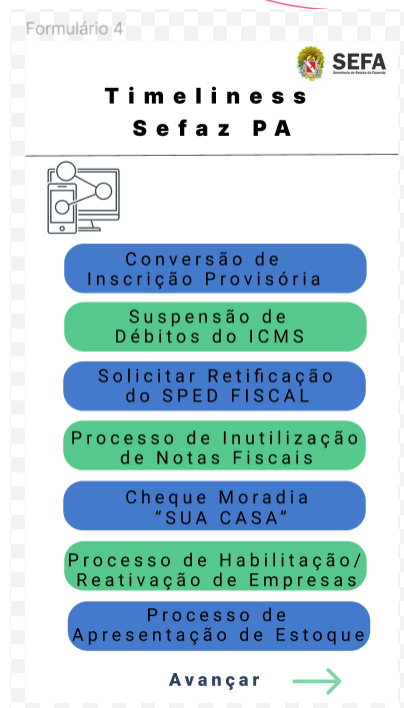 Formulário 4
SEFA
Secretaria de Estado da Fazenda
Timeliness
Sefaz PA
Conversão de
Inscrição Provisória
Suspensão de
Débitos do ICMS
Solicitar Retificação
do SPED FISCAL
Processo de Inutilização
de Notas Fiscais
Cheque Moradia
“SUA CASA”
Processo de Habilitação/
Reativação de Empresas
Processo de
Apresentação de Estoque
Avançar